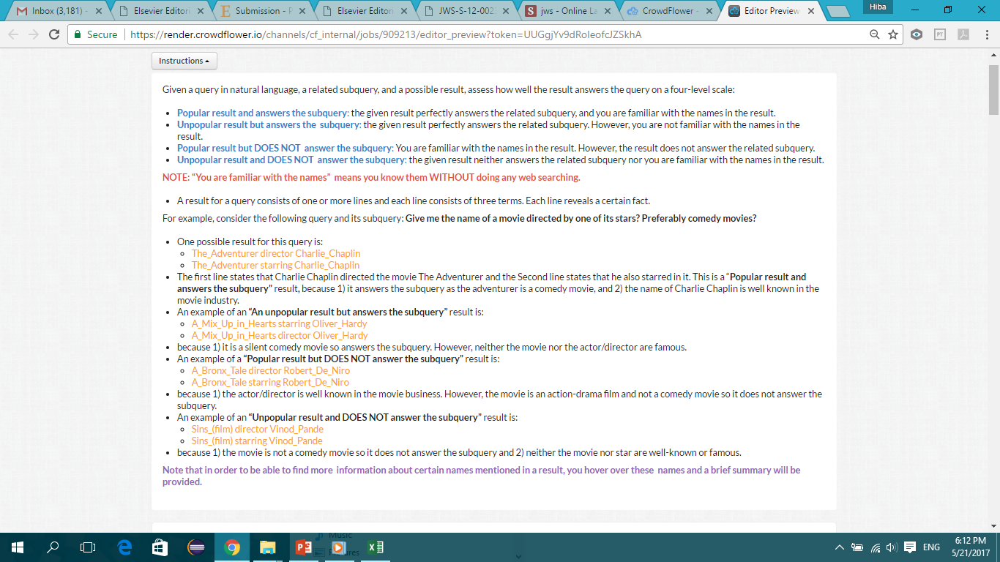 Inbox (3,181) -
Elsevier Editori
Submission - P
Elsevier Editori
JWS-S-12-002
jws - Online La
CrowdFlower -
Editor Preview
Hiba
Secure
https://render.crowdflower.io/channels/cf_internal/jobs/909213/editor_preview?token=UUGgjYv9dRoleofcJZSkhA
Instructions
Given a query in natural language, a related subquery, and a possible result, assess how well the result answers the query on a four-level scale:
Popular result and answers the subquery: the given result perfectly answers the related subquery, and you are familiar with the names in the result.
Unpopular result but answers the subquery: the given result perfectly answers the related subquery. However, you are not familiar with the names in the
result.
Popular result but DOES NOT answer the subquery: You are familiar with the names in the result. However, the result does not answer the related subquery.
Unpopular result and DOES NOT answer the subquery: the given result neither answers the related subquery nor you are familiar with the names in the result.
NOTE: "You are familiar with the names" means you know them WITHOUT doing any web searching.
A result for a query consists of one or more lines and each line consists of three terms. Each line reveals a certain fact.
For example, consider the following query and its subquery: Give me the name of a movie directed by one of its stars? Preferably comedy movies?
One possible result for this query is:
The_Adventurer director Charlie_Chaplin
The_Adventurer starring Charlie_Chaplin
The first line states that Charlie Chaplin directed the movie The Adventurer and the Second line states that he also starred in it. This is a "Popular result and
answers the subquery" result, because 1) it answers the subquery as the adventurer is a comedy movie, and 2) the name of Charlie Chaplin is well known in the
movie industry.
An example of an "An unpopular result but answers the subquery" result is:
A_Mix_Up_in_Hearts starring Oliver_Hardy
A_Mix_Up_in_Hearts director Oliver_Hardy
because 1) it is a silent comedy movie so answers the subquery. However, neither the movie nor the actor/director are famous.
An example of a "Popular result but DOES NOT answer the subquery" result is:
A_Bronx_Tale director Robert_De_Niro
A_Bronx_Tale starring Robert_De_Niro
because 1) the actor/director is well known in the movie business. However, the movie is an action-drama film and not a comedy movie so it does not answer the
subquery.
An example of an "Unpopular result and DOES NOT answer the subquery" result is:
Sins_(film) director Vinod_Pande
Sins_(film) starring Vinod_Pande
because 1) the movie is not a comedy movie so it does not answer the subquery and 2) neither the movie nor star are well-known or famous.
Note that in order to be able to find more information about certain names mentioned in a result, you hover over these names and a brief summary will be
provided.
Music
ENG
6:12 PM
5/21/2017